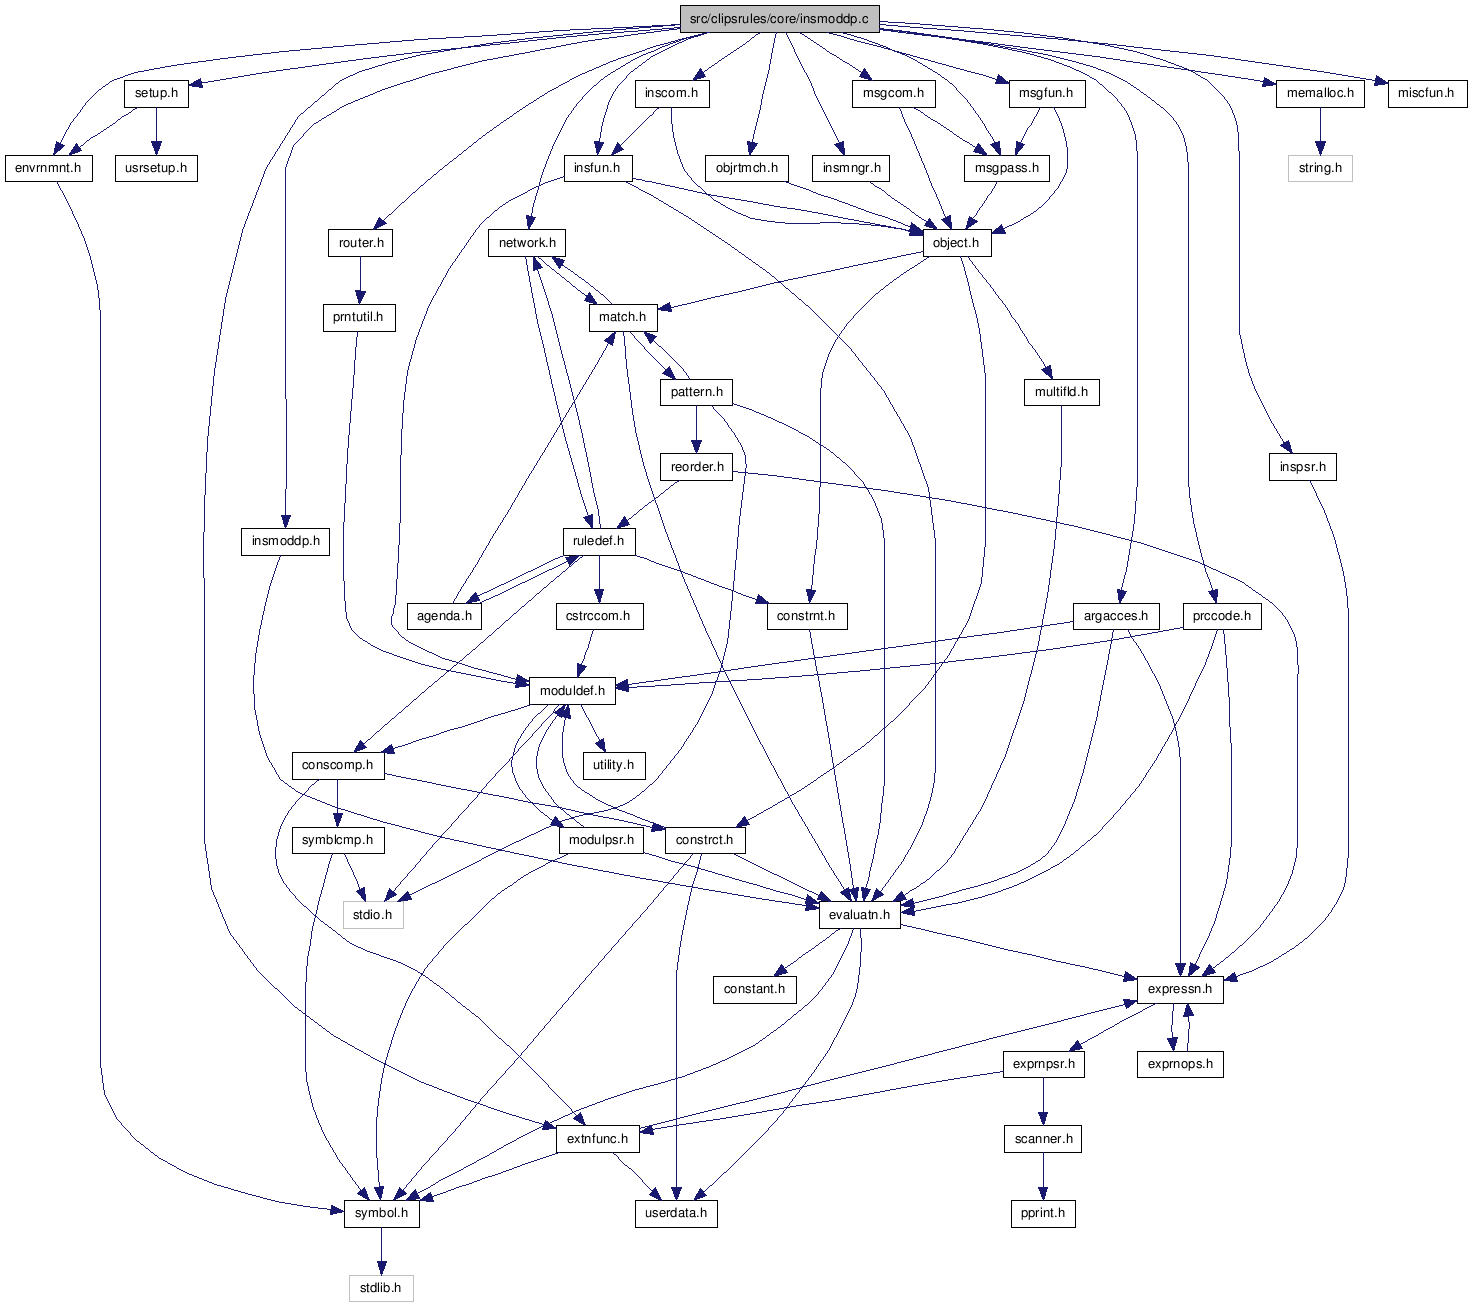 src/clipsrules/core/insmoddp.c
setup.h
inscom.h
msgcom.h
msgfun.h
memalloc.h
miscfun.h
envrnmnt.h
usrsetup.h
insfun.h
objrtmch.h
insmngr.h
msgpass.h
string.h
router.h
network.h
object.h
prntutil.h
match.h
pattern.h
multifld.h
reorder.h
inspsr.h
insmoddp.h
ruledef.h
agenda.h
cstrccom.h
constrnt.h
argacces.h
prccode.h
moduldef.h
conscomp.h
utility.h
symblcmp.h
modulpsr.h
constrct.h
stdio.h
evaluatn.h
constant.h
expressn.h
exprnpsr.h
exprnops.h
extnfunc.h
scanner.h
symbol.h
userdata.h
pprint.h
stdlib.h